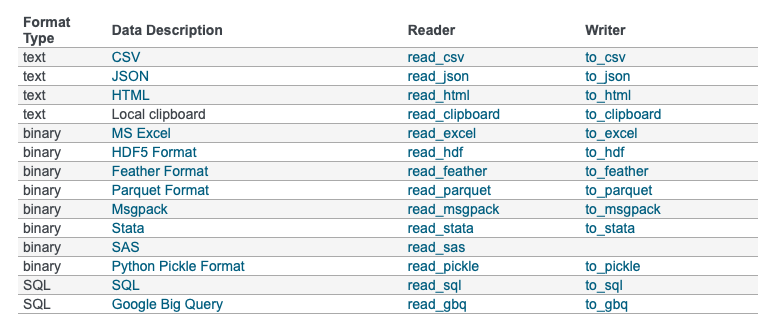 Format Type Data Description Reader Writer
text CSV read_csv to_csv
text JSON read_json to_json
text HTML read_html to_html
text Local clipboard read_clipboard to_clipboard
binary MS Excel read_excel to_excel
binary HDF5 Format read_hdf to_hdf
binary Feather Format read_feather to_feather
binary Parquet Format read_parquet to_parquet
binary Msgpack read_msgpack to_msgpack
binary Stata read_stata to_stata
binary SAS read_sas
binary Python Pickle Format read_pickle to_pickle
SQL SQL read_sql to_sql
SQL Google Big Query read_gbq to_gbq